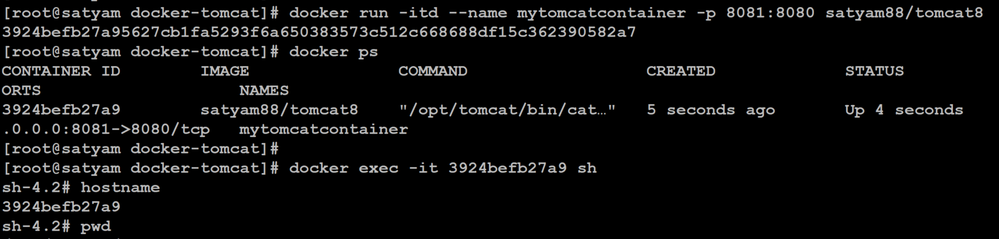 [root@satyam docker-tomcat]# docker run -itd --name mytomcatcontainer -p 8081:8080 satyam88/tomcat8
3924befb27a95627cb1fa5293f6a650383573c512c668688df15c362390582a7
[root@satyam docker-tomcat]# docker ps
CONTAINER ID        IMAGE               COMMAND                  CREATED             STATUS
ORTS                    NAMES
3924befb27a9        satyam88/tomcat8    "/opt/tomcat/bin/cat…"   5 seconds ago       Up 4 seconds
.0.0.0:8081->8080/tcp   mytomcatcontainer
[root@satyam docker-tomcat]#
[root@satyam docker-tomcat]# docker exec -it 3924befb27a9 sh
sh-4.2# hostname
3924befb27a9
sh-4.2# pwd